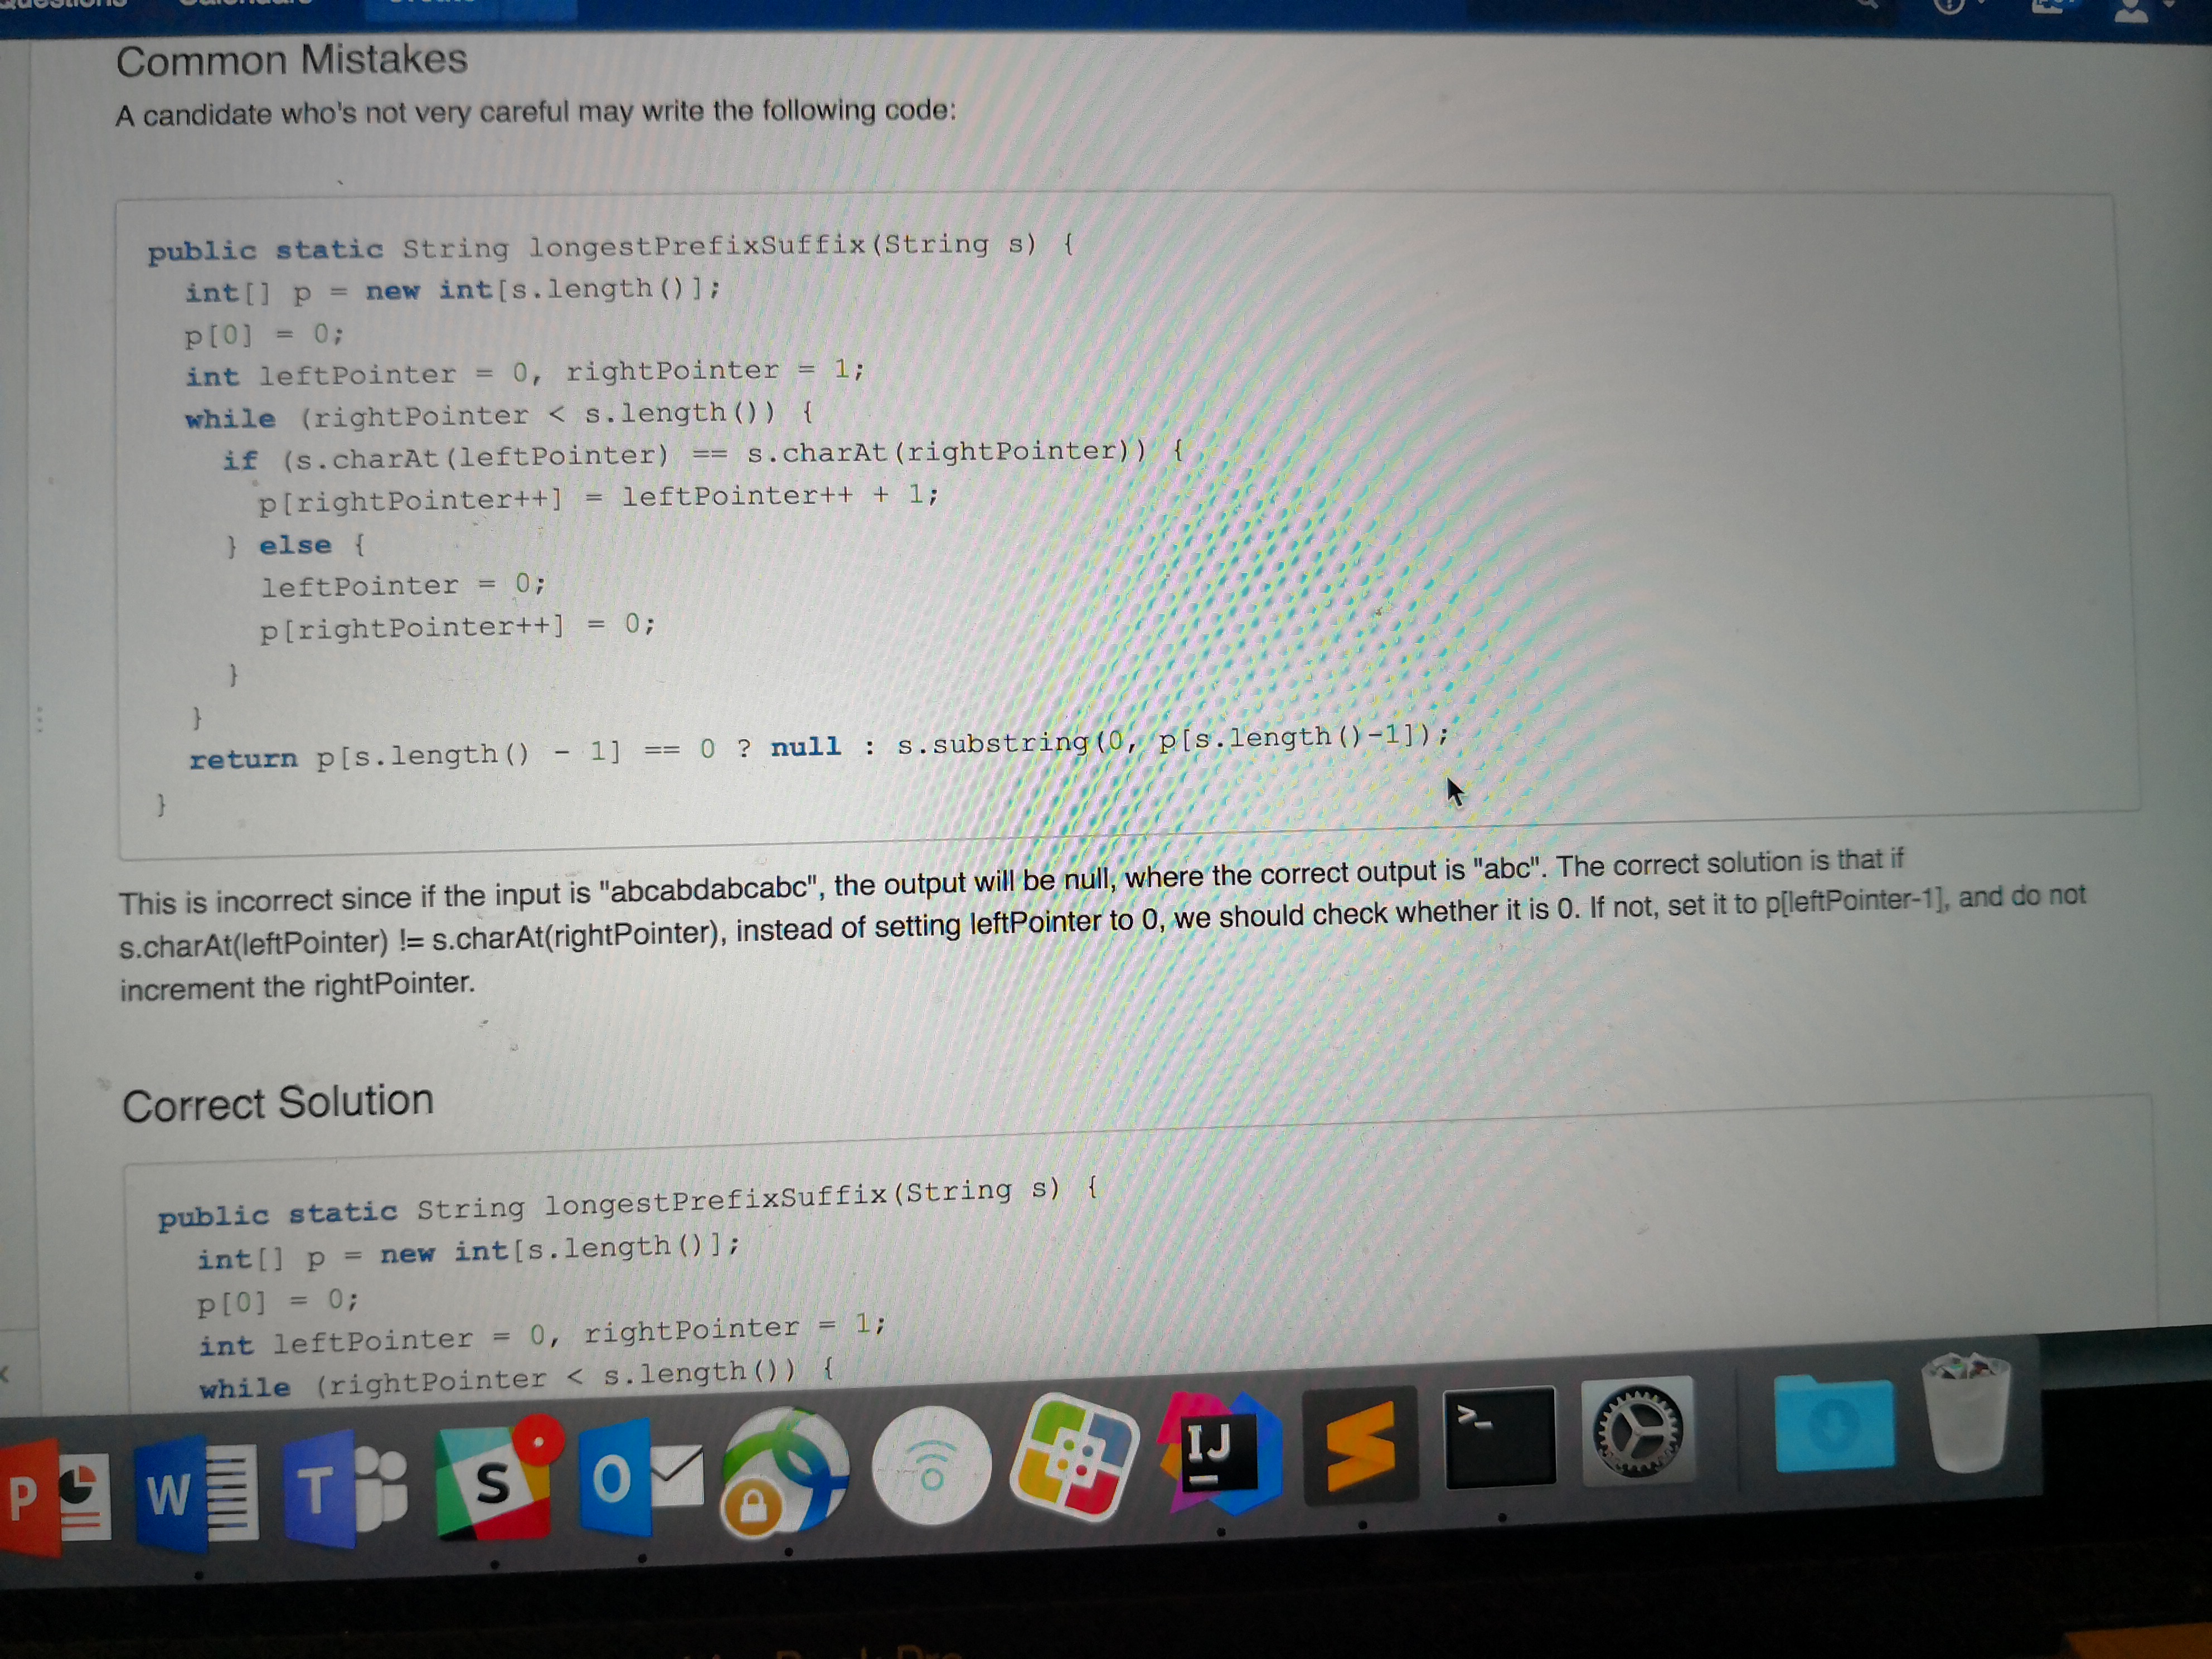 Common Mistakes
A candidate who's not very careful may write the following code:
public static String longestPrefixSuffix(String s) {
int[] p = new int[s.length()];
p[0] = 0;
int leftPointer = 0, rightPointer = 1;
while (rightPointer < s.length()) {
if (s.charAt(leftPointer) == s.charAt(rightPointer)) {
p[rightPointer++] = leftPointer++ + 1;
} else {
leftPointer = 0;
p[rightPointer++] = 0;
}
}
return p[s.length() - 1] == 0 ? null : s.substring(0, p[s.length()-1]);
}
This is incorrect since if the input is "abcabdabcabc", the output will be null, where the correct output is "abc". The correct solution is that if
s.charAt(leftPointer) != s.charAt(rightPointer), instead of setting leftPointer to 0, we should check whether it is 0. If not, set it to p[leftPointer-1], and do not
increment the rightPointer.
Correct Solution
public static String longestPrefixSuffix(String s) {
int[] p = new int[s.length()];
p[0] = 0;
int leftPointer = 0, rightPointer = 1;
while (rightPointer < s.length()) {
P W T S O IJ >_